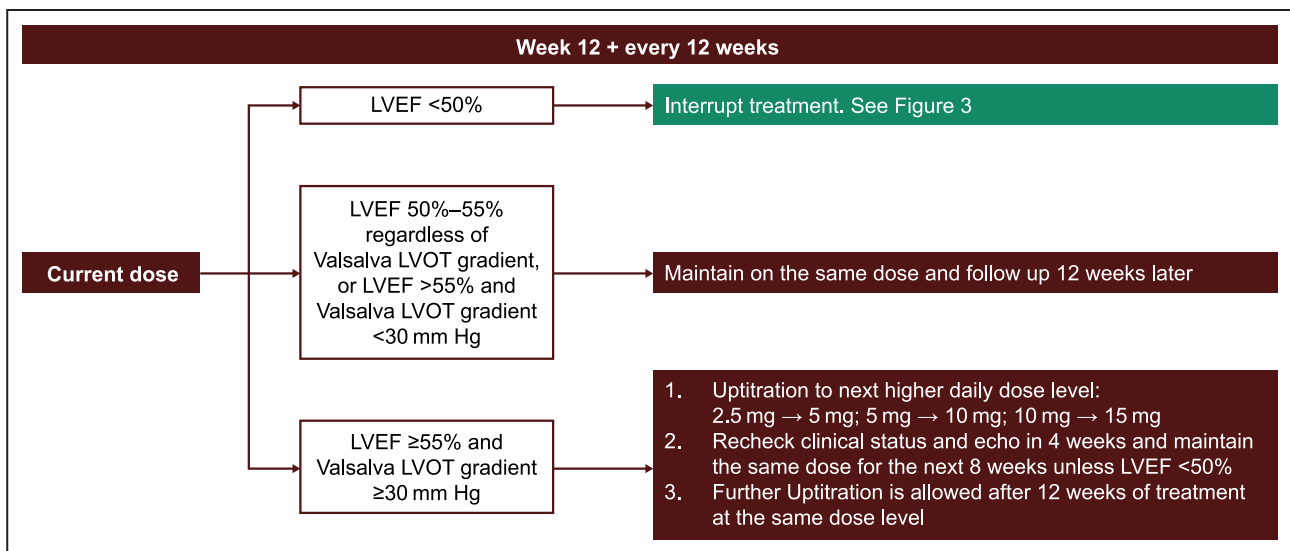 Week 12 + every 12 weeks
LVEF <50%
Interrupt treatment. See Figure 3
Current dose
LVEF 50%–55%
regardless of
Valsalva LVOT gradient,
or LVEF >55% and
Valsalva LVOT gradient
<30 mm Hg
Maintain on the same dose and follow up 12 weeks later
LVEF ≥55% and
Valsalva LVOT gradient
≥30 mm Hg
1. Uptitration to next higher daily dose level:
2.5 mg → 5 mg; 5 mg → 10 mg; 10 mg → 15 mg
2. Recheck clinical status and echo in 4 weeks and maintain
the same dose for the next 8 weeks unless LVEF <50%
3. Further Uptitration is allowed after 12 weeks of treatment
at the same dose level